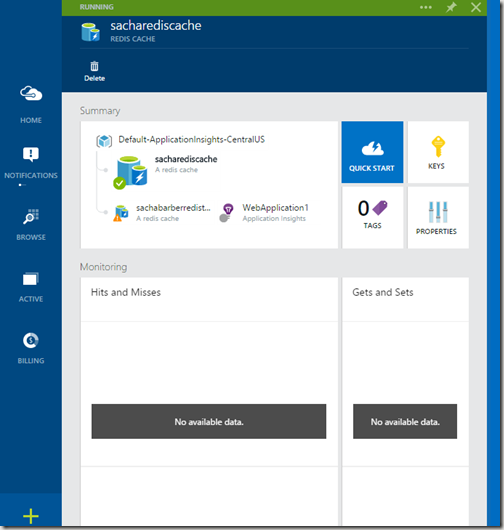 RUNNING
sacharediscache
REDIS CACHE
Delete
HOME
NOTIFICATIONS
BROWSE
ACTIVE
BILLING
Summary
Default-ApplicationInsights-CentralUS
sacharediscache
A redis cache
sachabarberredist...
A redis cache
WebApplication1
Application Insights
QUICK START
KEYS
0
TAGS
PROPERTIES
Monitoring
Hits and Misses
No available data.
Gets and Sets
No available data.